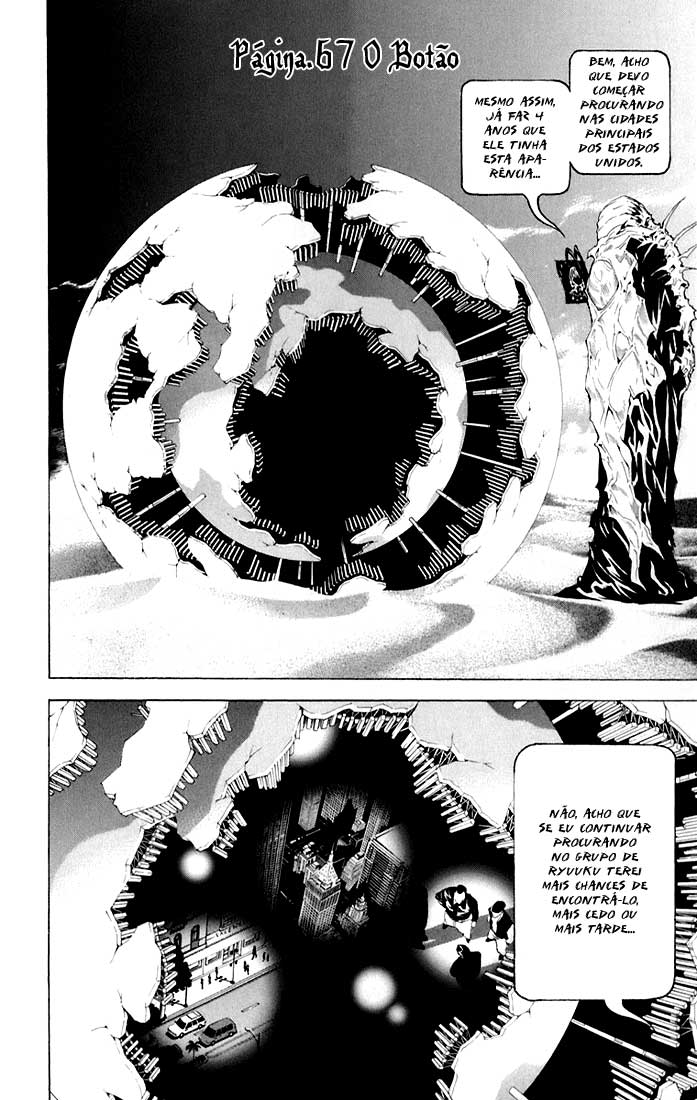 Página.67 O Botão
BEM, ACHO
QUE DEVO
COMEÇAR
PROCURANDO
NAS CIDADES
PRINCIPAIS
DOS ESTADOS
UNIDOS.
MESMO ASSIM,
JÁ FAZ 4
ANOS QUE
ELE TINHA
ESTA APA-
RÊNCIA...
NÃO, ACHO QUE
SE EU CONTINUAR
PROCURANDO
NO GRUPO DE
RYUUKU TEREI
MAIS CHANCES DE
ENCONTRÁ-LO,
MAIS CEDO OU
MAIS TARDE...